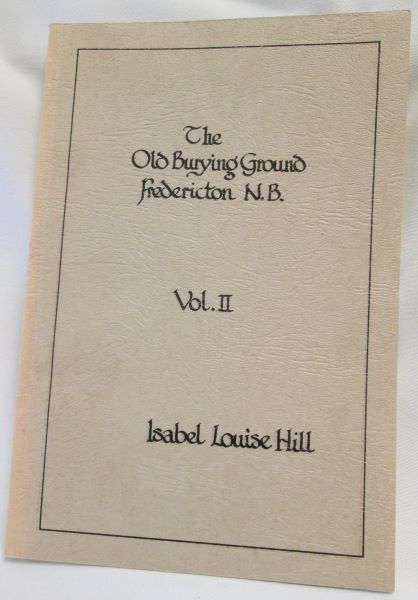 The
Old Burying Ground
Fredericton N.B.
Vol. II
Isabel Louise Hill